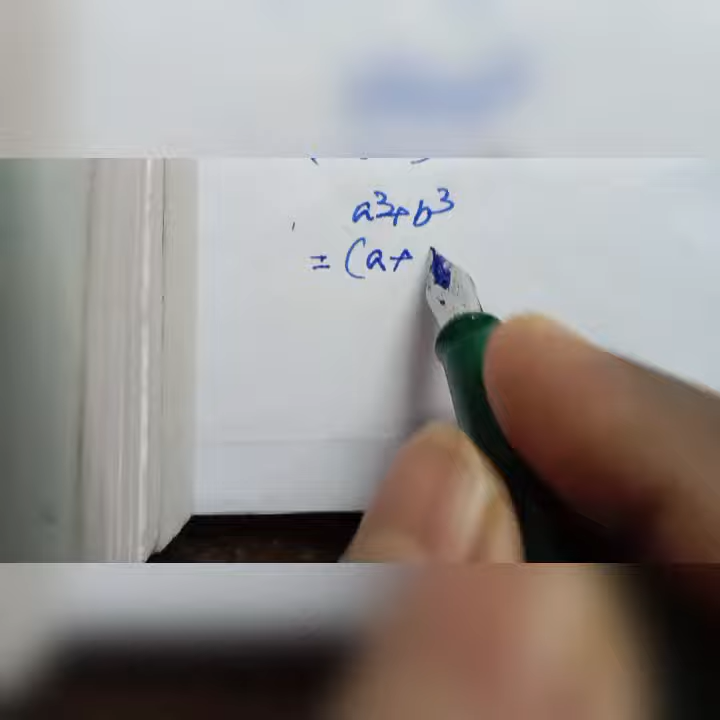 a³+b³
= (a+